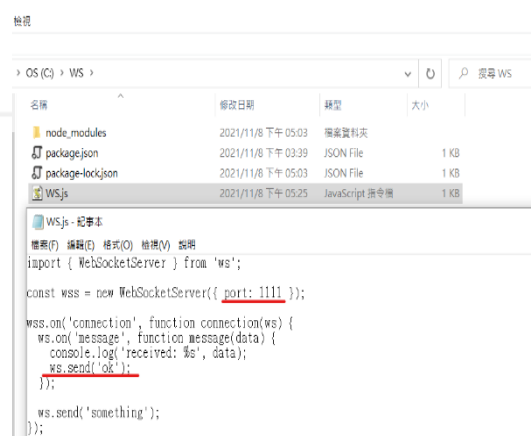 檢視
> OS (C:) > WS >
搜尋 WS
名稱 修改日期 類型 大小
node_modules 2021/11/8 下午 05:03 檔案資料夾
package.json 2021/11/8 下午 03:39 JSON File 1 KB
package-lock.json 2021/11/8 下午 05:03 JSON File 1 KB
WS.js 2021/11/8 下午 05:25 JavaScript 指令檔 1 KB
WS.js - 記事本
檔案(F) 編輯(E) 格式(O) 檢視(V) 說明
import { WebSocketServer } from 'ws';
const wss = new WebSocketServer({ port: 1111 });
wss.on('connection', function connection(ws) {
ws.on('message', function message(data) {
console.log('received: %s', data);
ws.send('ok');
});
ws.send('something');
});